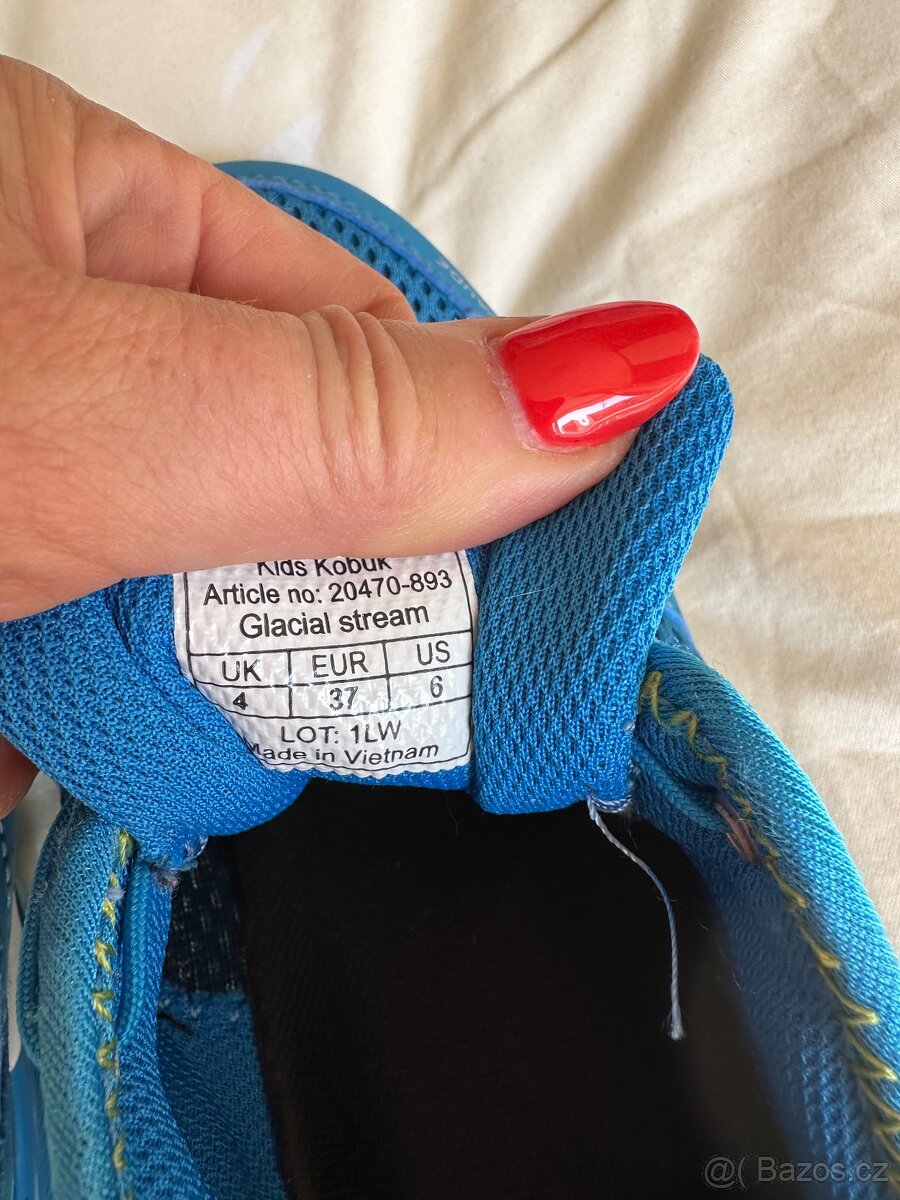 Kids Kobuk
Article no: 20470-893
Glacial stream
UK EUR US
4 37 6
LOT: 1LW
Made in Vietnam
@( Bazos.cz